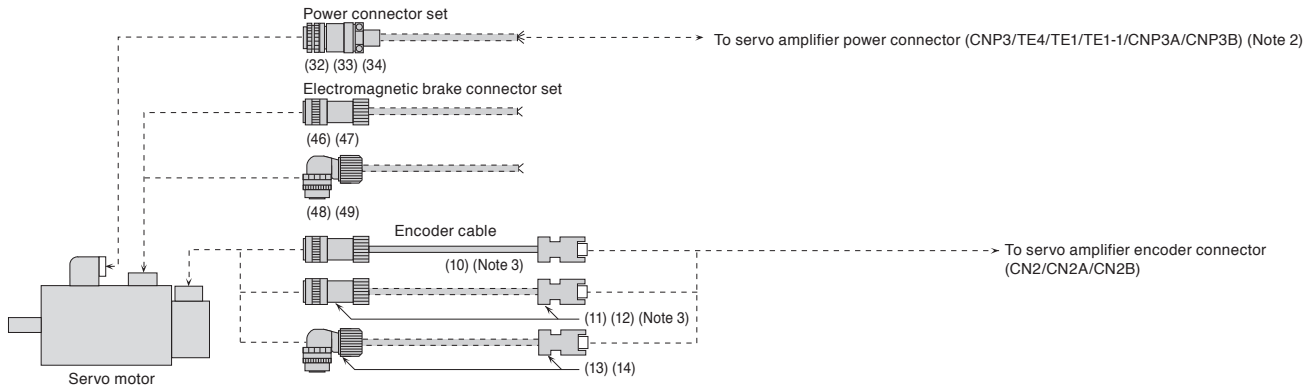 Power connector set
To servo amplifier power connector (CNP3/TE4/TE1/TE1-1/CNP3A/CNP3B) (Note 2)
(32) (33) (34)
Electromagnetic brake connector set
(46) (47)
(48) (49)
Encoder cable
(10) (Note 3)
To servo amplifier encoder connector
(CN2/CN2A/CN2B)
(11) (12) (Note 3)
(13) (14)
Servo motor